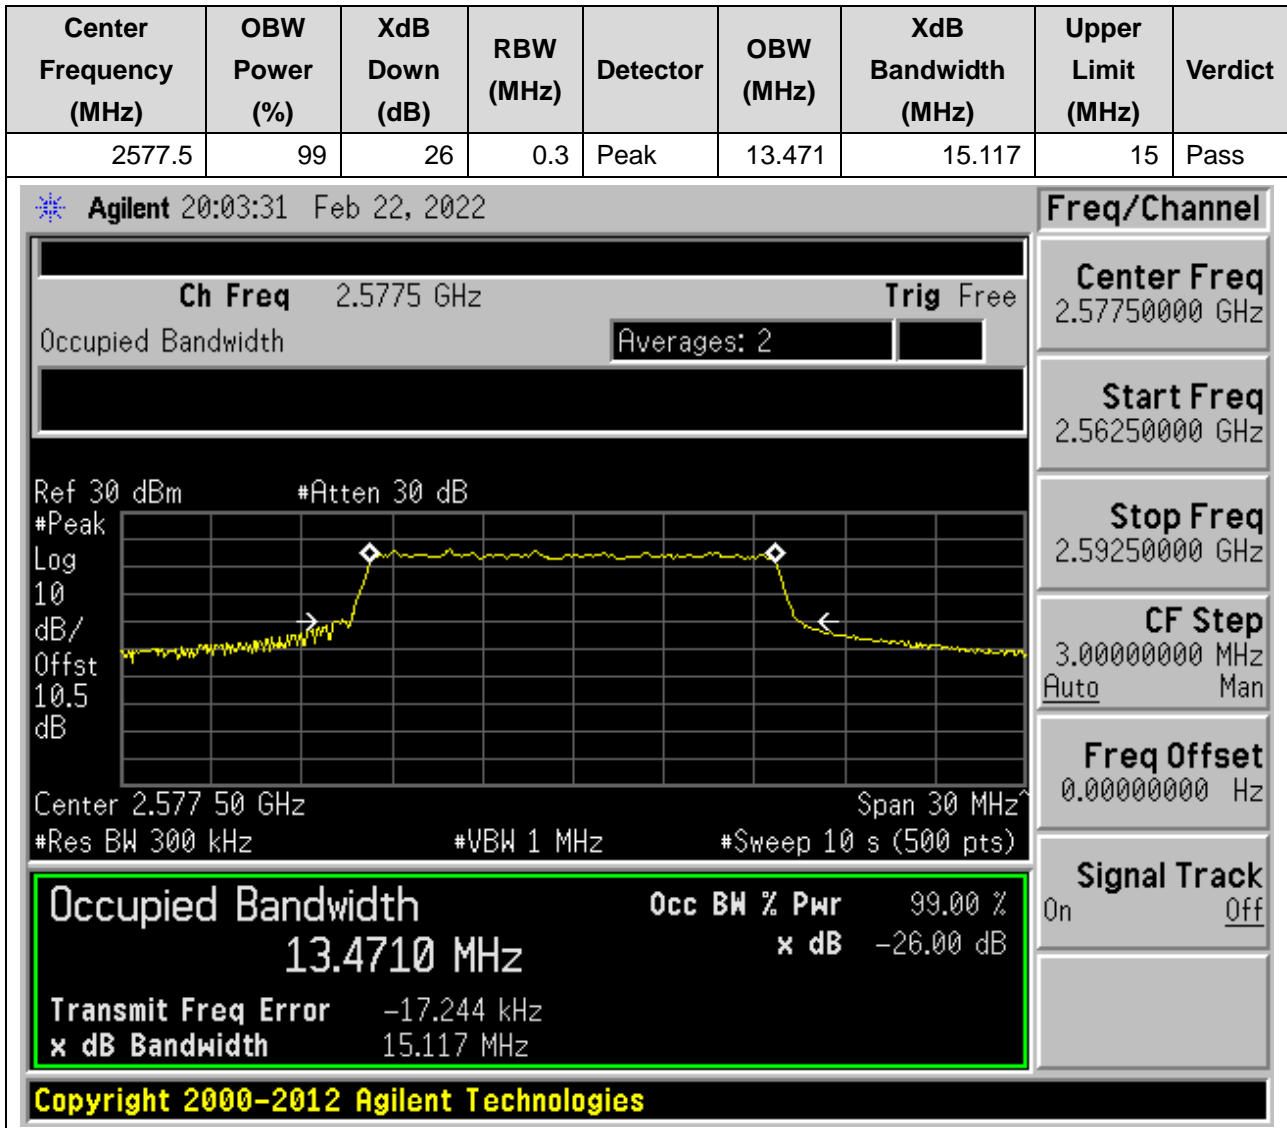 Center Frequency (MHz) OBW Power (%) XdB Down (dB) RBW (MHz) Detector OBW (MHz) XdB Bandwidth (MHz) Upper Limit (MHz) Verdict
2577.5 99 26 0.3 Peak 13.471 15.117 15 Pass
Agilent 20:03:31 Feb 22, 2022
Freq/Channel
Ch Freq 2.5775 GHz Trig Free
Occupied Bandwidth Averages: 2
Ref 30 dBm #Atten 30 dB
#Peak
Log
10
dB/
Offst
10.5
dB
Center 2.577 50 GHz Span 30 MHz^
#Res BW 300 kHz #VBW 1 MHz #Sweep 10 s (500 pts)
Occupied Bandwidth
13.4710 MHz
Occ BW % Pwr 99.00 %
x dB -26.00 dB
Transmit Freq Error -17.244 kHz
x dB Bandwidth 15.117 MHz
Center Freq
2.57750000 GHz
Start Freq
2.56250000 GHz
Stop Freq
2.59250000 GHz
CF Step
3.00000000 MHz
Auto Man
Freq Offset
0.00000000 Hz
Signal Track
On Off
Copyright 2000-2012 Agilent Technologies